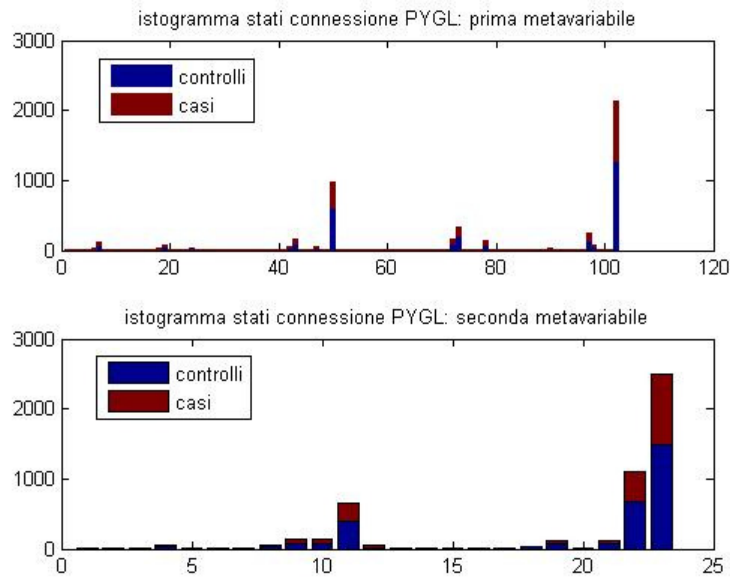 istogramma stati connessione PYGL: prima metavariabile
3000
2000
1000
0
controlli
casi
0 20 40 60 80 100 120
istogramma stati connessione PYGL: seconda metavariabile
3000
2000
1000
0
controlli
casi
0 5 10 15 20 25